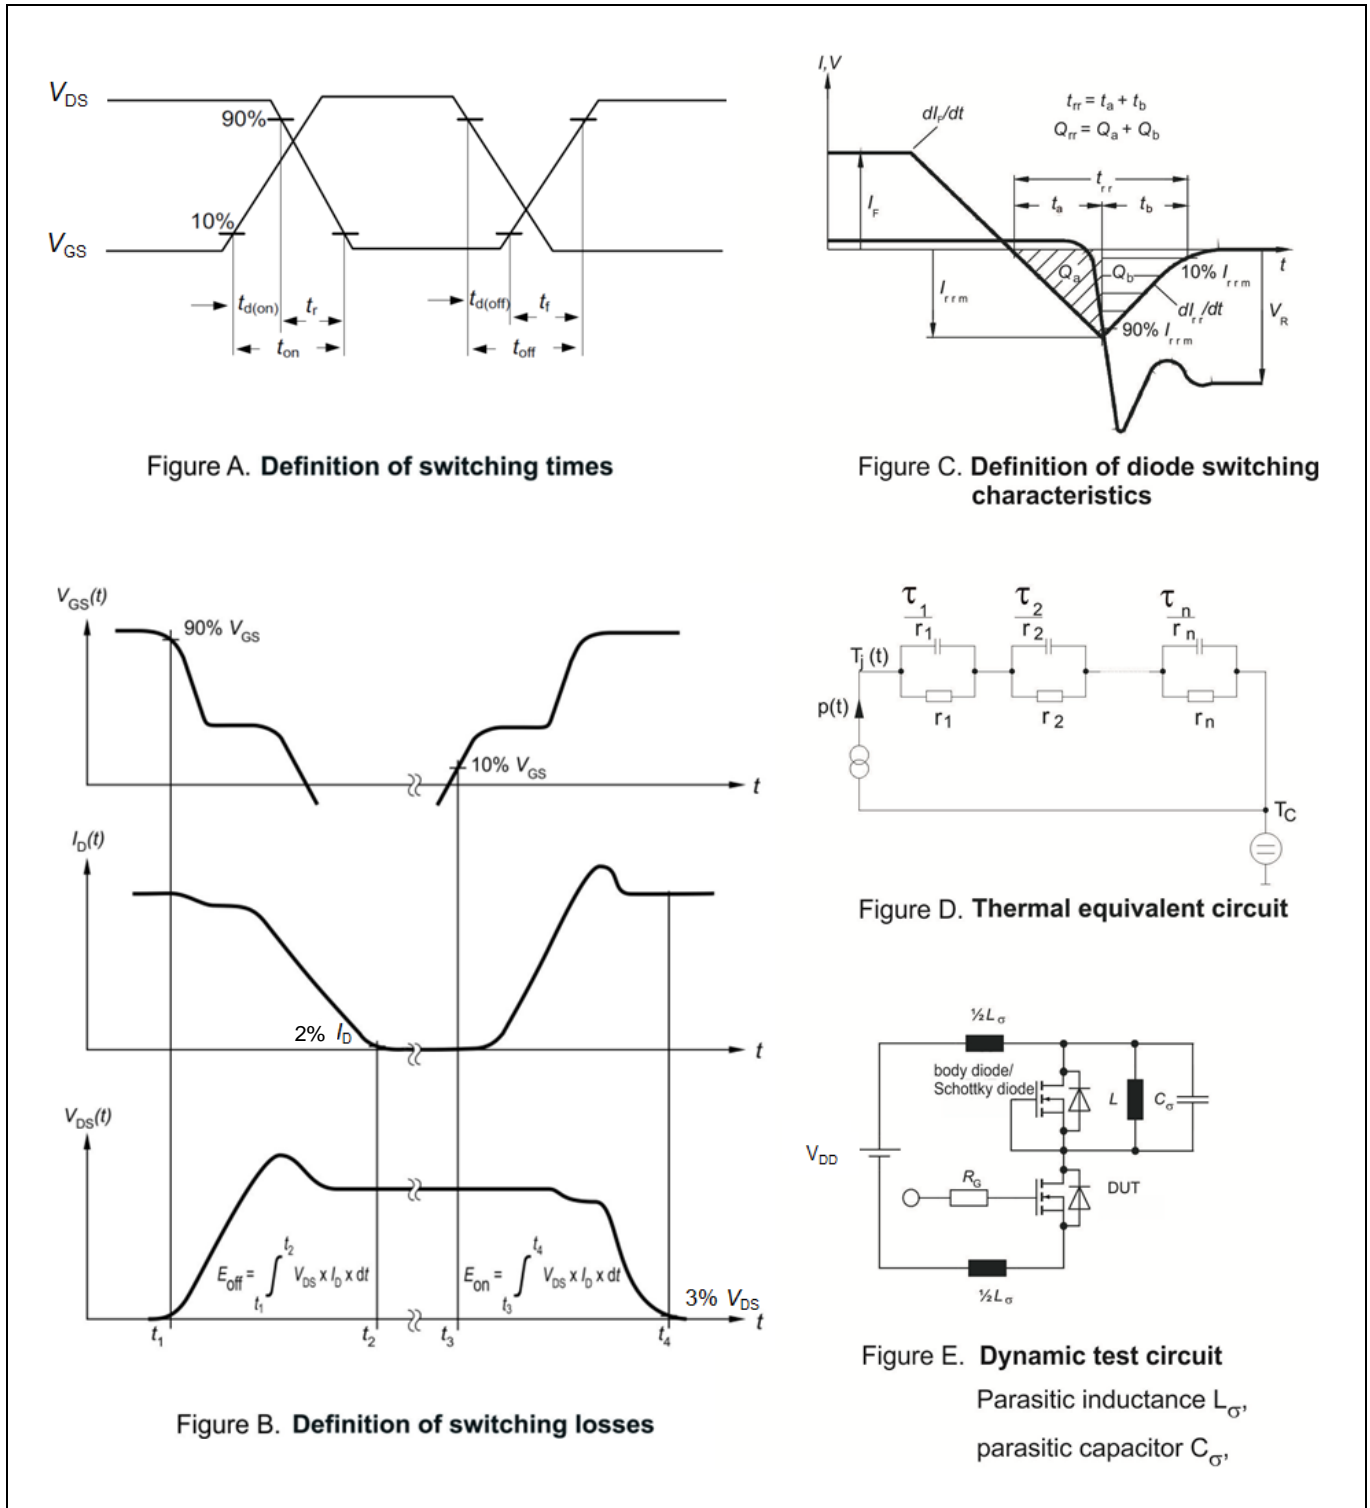 V_DS
90%
10%
V_GS
t_d(on)
t_r
t_d(off)
t_f
t_on
t_off
Figure A. Definition of switching times
I,V
t_rr = t_a + t_b
Q_rr = Q_a + Q_b
dI_F/dt
t_rr
t_a
t_b
I_F
Q_a
Q_b
10% I_rrm
t
I_rrm
dI_rr/dt
V_R
90% I_rrm
Figure C. Definition of diode switching
characteristics
V_GS(t)
90% V_GS
10% V_GS
t
I_D(t)
2% I_D
t
V_DS(t)
E_off = ∫_t1^t2 V_DS x I_D x dt
E_on = ∫_t3^t4 V_DS x I_D x dt
3% V_DS
t
t_1
t_2
t_3
t_4
Figure B. Definition of switching losses
τ_1
r_1
τ_2
r_2
τ_n
r_n
T_j(t)
p(t)
r_1
r_2
r_n
T_C
Figure D. Thermal equivalent circuit
½L_σ
body diode/
Schottky diode
L
C_σ
V_DD
R_G
DUT
½L_σ
Figure E. Dynamic test circuit
Parasitic inductance L_σ,
parasitic capacitor C_σ,